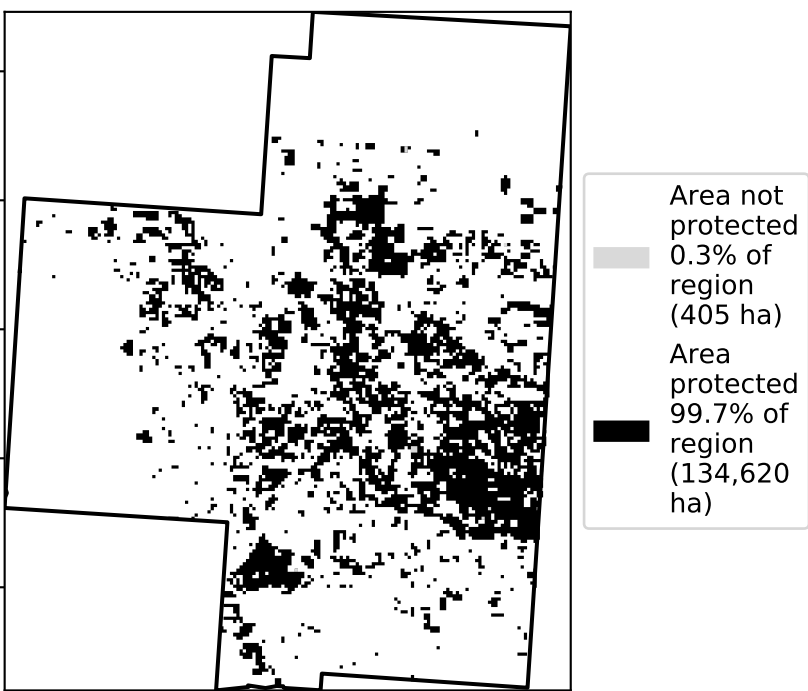 Area not
protected
0.3% of
region
(405 ha)
Area
protected
99.7% of
region
(134,620
ha)